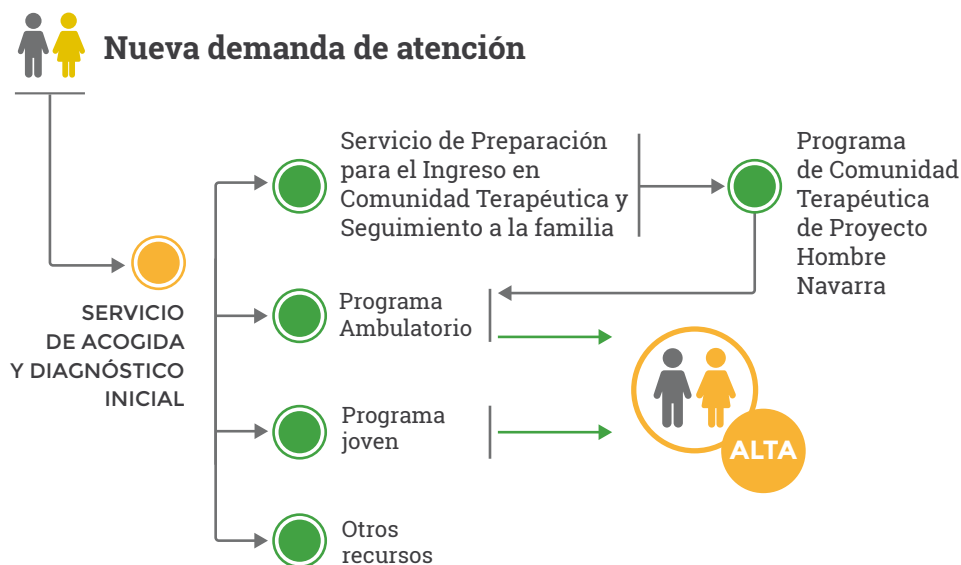 Nueva demanda de atención
Servicio de Preparación
para el Ingreso en
Comunidad Terapéutica y
Seguimiento a la familia
Programa
de Comunidad
Terapéutica
de Proyecto
Hombre
Navarra
SERVICIO
DE ACOGIDA
Y DIAGNÓSTICO
INICIAL
Programa
Ambulatorio
Programa
joven
ALTA
Otros
recursos